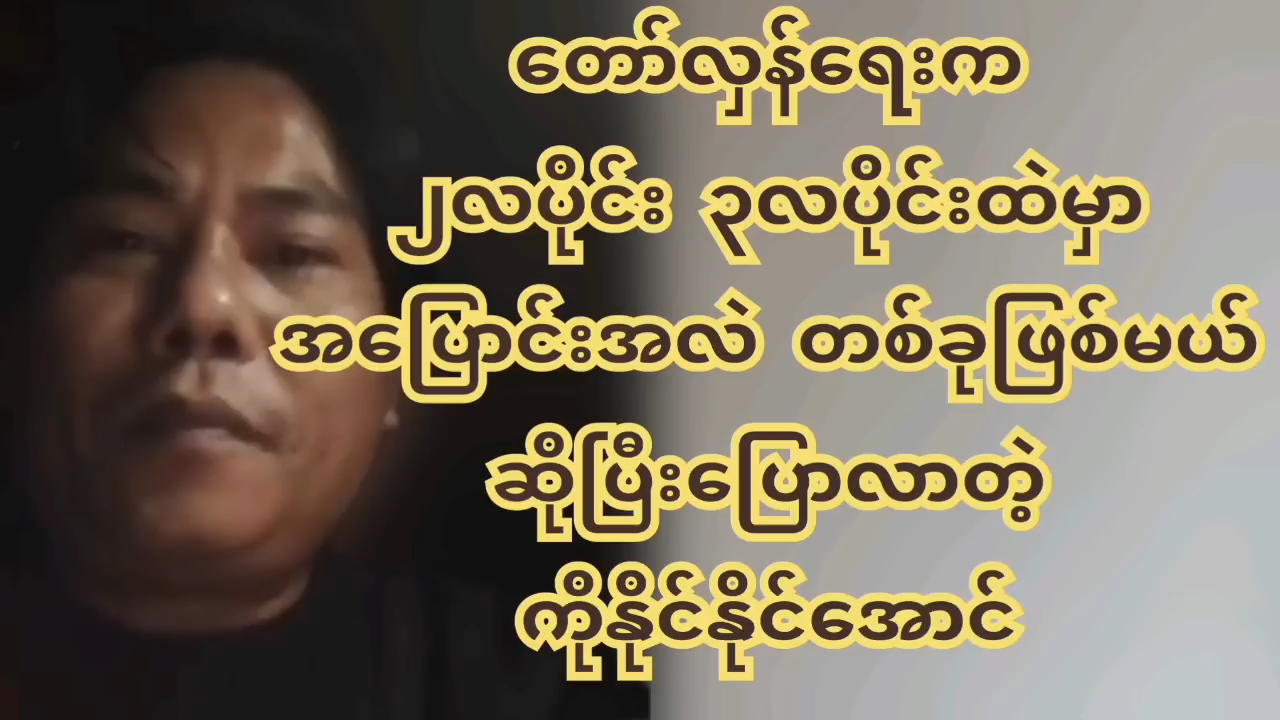 တော်လှန်ရေးက
၂လပိုင်း ၃လပိုင်းထဲမှာ
အပြောင်းအလဲ တစ်ခုဖြစ်မယ်
ဆိုပြီးပြောလာတဲ့
ကိုနိုင်နိုင်အောင်